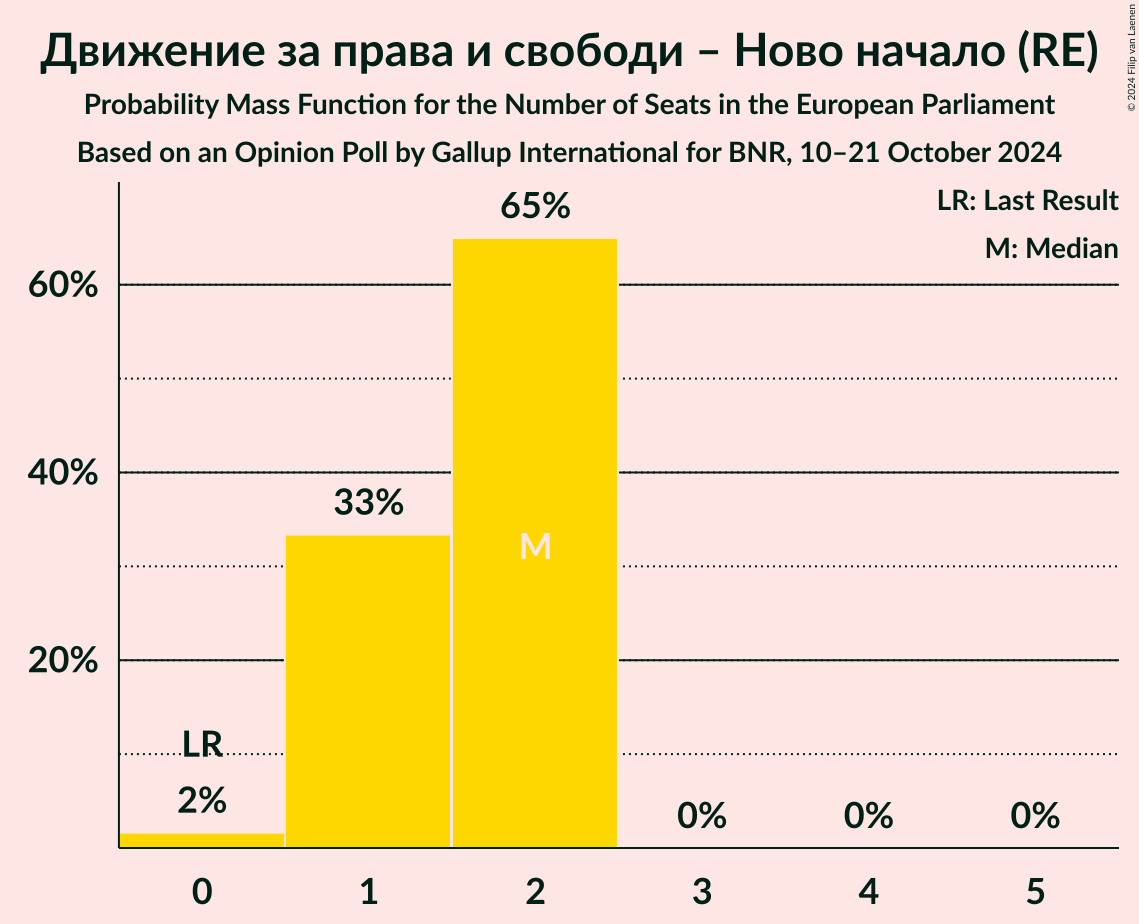 Движение за права и свободи – Ново начало (RE)
Probability Mass Function for the Number of Seats in the European Parliament
Based on an Opinion Poll by Gallup International for BNR, 10–21 October 2024
© 2024 Filip van Laenen
LR: Last Result
M: Median
65%
60%
40%
33%
M
20%
LR
2%
0% 0% 0%
0 1 2 3 4 5